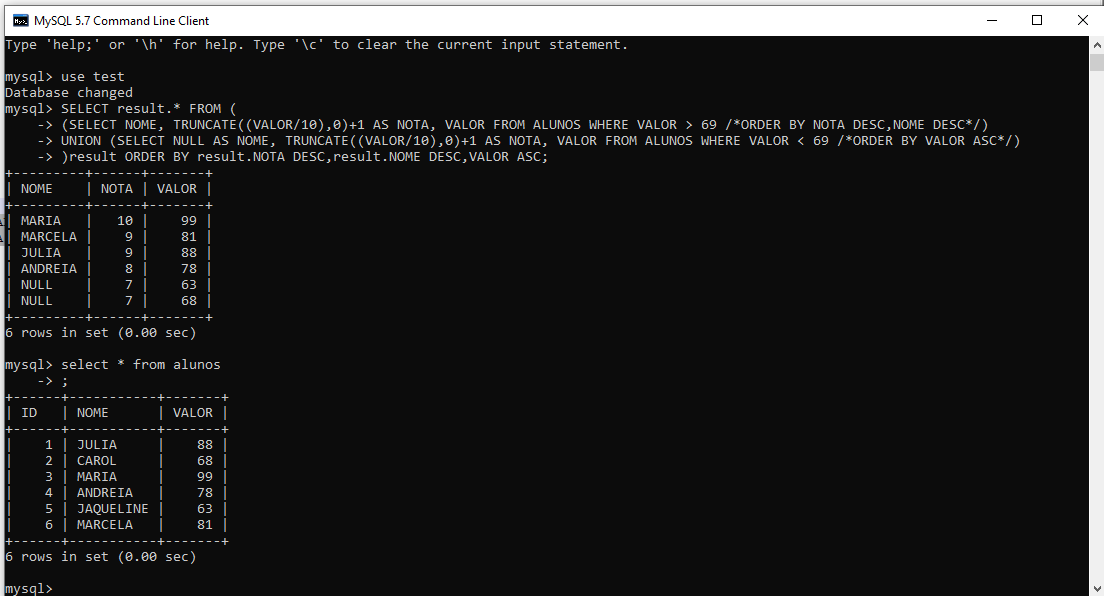 MySQL 5.7 Command Line Client
Type 'help;' or '\h' for help. Type '\c' to clear the current input statement.
mysql> use test
Database changed
mysql> SELECT result.* FROM (
    -> (SELECT NOME, TRUNCATE((VALOR/10),0)+1 AS NOTA, VALOR FROM ALUNOS WHERE VALOR > 69 /*ORDER BY NOTA DESC,NOME DESC*/)
    -> UNION (SELECT NULL AS NOME, TRUNCATE((VALOR/10),0)+1 AS NOTA, VALOR FROM ALUNOS WHERE VALOR < 69 /*ORDER BY VALOR ASC*/)
    -> )result ORDER BY result.NOTA DESC,result.NOME DESC,VALOR ASC;
+---------+------+-------+
| NOME    | NOTA | VALOR |
+---------+------+-------+
| MARIA   |   10 |    99 |
| MARCELA |    9 |    81 |
| JULIA   |    9 |    88 |
| ANDREIA |    8 |    78 |
| NULL    |    7 |    63 |
| NULL    |    7 |    68 |
+---------+------+-------+
6 rows in set (0.00 sec)
mysql> select * from alunos
    -> ;
+------+-----------+-------+
| ID   | NOME      | VALOR |
+------+-----------+-------+
|    1 | JULIA     |    88 |
|    2 | CAROL     |    68 |
|    3 | MARIA     |    99 |
|    4 | ANDREIA   |    78 |
|    5 | JAQUELINE |    63 |
|    6 | MARCELA   |    81 |
+------+-----------+-------+
6 rows in set (0.00 sec)
mysql>